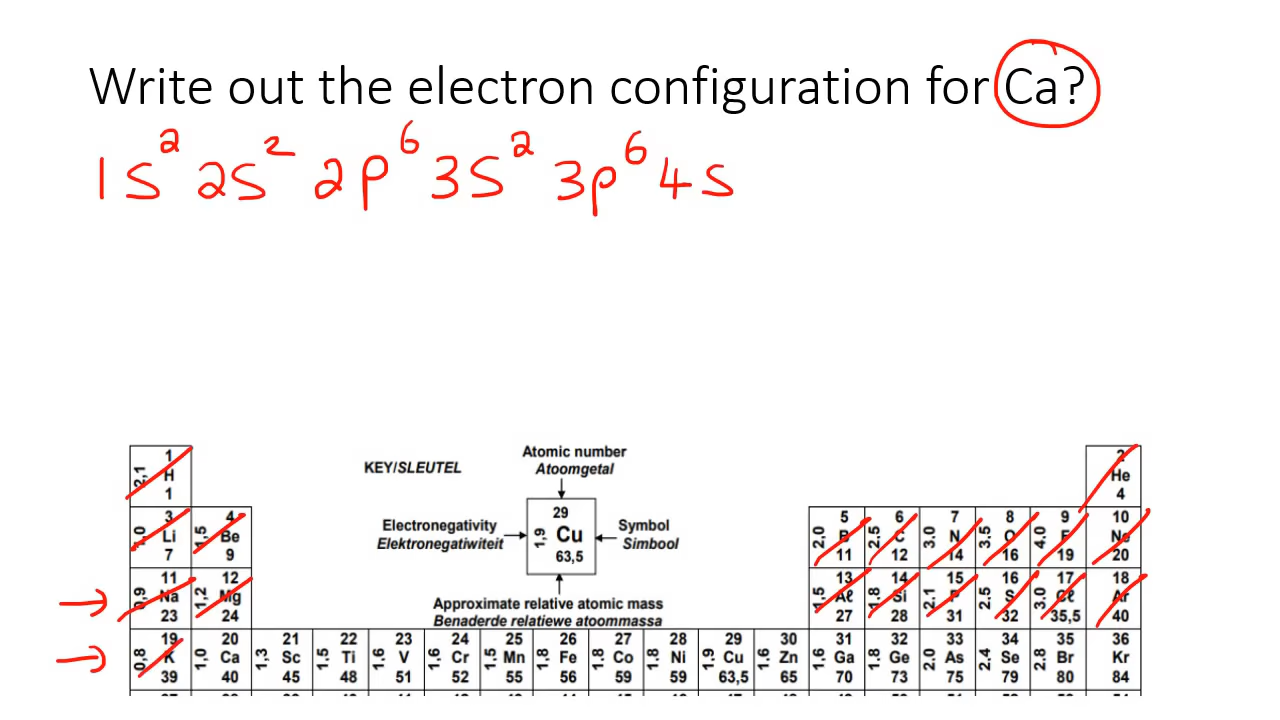 Write out the electron configuration for Ca?
1s² 2s² 2p⁶ 3s² 3p⁶ 4s
KEY/SLEUTEL
Atomic number
Atoomgetal
Electronegativity
Elektronegatiwiteit
29
1,9 Cu
63,5
Symbol
Simbool
Approximate relative atomic mass
Benaderde relatiewe atoommassa
1 2
2,1 H He
1 4
3 4 5 6 7 8 9 10
1,0 Li 1,5 Be 2,0 B 2,5 C 3.0 N 3.5 O 4.0 F Ne
7 9 11 12 14 16 19 20
11 12 13 14 15 16 17 18
0,9 Na 1,2 Mg 1,5 Aℓ 1.8 Si 2.1 P 2.5 S 3.0 Cℓ Ar
23 24 27 28 31 32 35,5 40
19 20 21 22 23 24 25 26 27 28 29 30 31 32 33 34 35 36
0,8 K 1,0 Ca 1,3 Sc 1,5 Ti 1,6 V 1,6 Cr 1,5 Mn 1,8 Fe 1,8 Co 1,8 Ni 1,9 Cu 1,6 Zn 1,6 Ga 1,8 Ge 2.0 As 2,4 Se 2,8 Br Kr
39 40 45 48 51 52 55 56 59 59 63,5 65 70 73 75 79 80 84